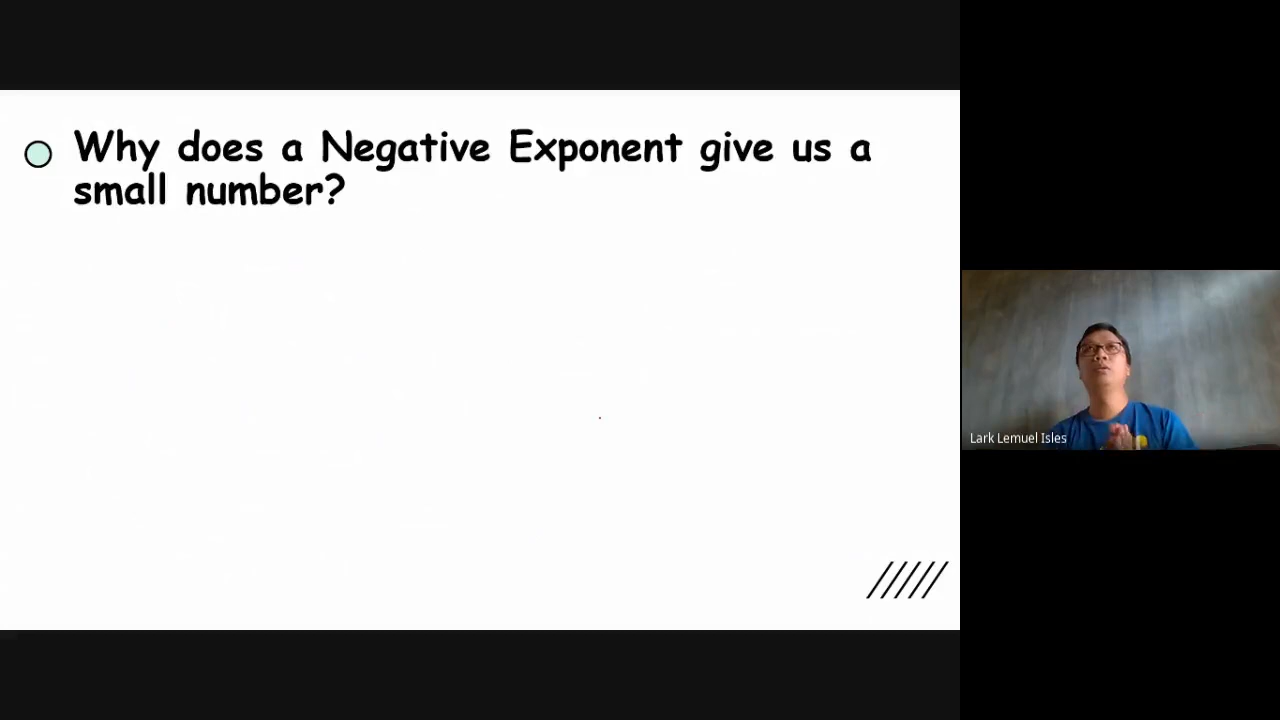 Why does a Negative Exponent give us a
small number?
Lark Lemuel Isles